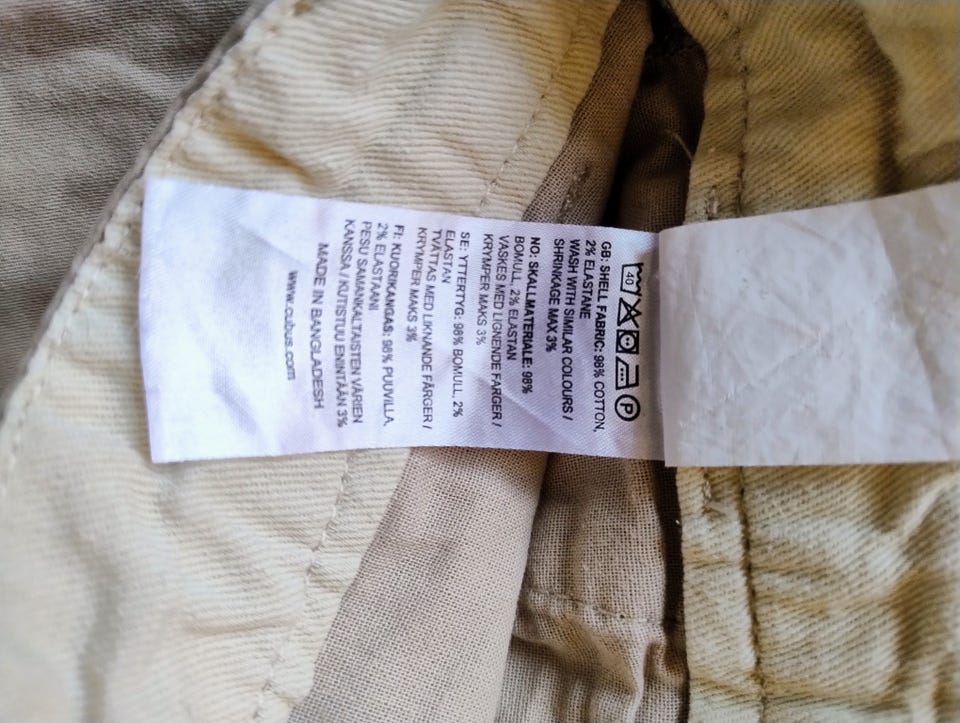 40 P
GB: SHELL FABRIC: 98% COTTON,
2% ELASTANE
WASH WITH SIMILAR COLOURS /
SHRINKAGE MAX 3%
NO: SKALLMATERIALE: 98%
BOMULL, 2% ELASTAN
VASKES MED LIGNENDE FARGER /
KRYMPER MAKS 3%
SE: YTTERTYG: 98% BOMULL, 2%
ELASTAN
TVÄTTAS MED LIKNANDE FÄRGER /
KRYMPER MAKS 3%
FI: KUORIKANGAS: 98% PUUVILLA,
2% ELASTAANI
PESU SAMANKALTAISTEN VÄRIEN
KANSSA / KUTISTUU ENINTÄÄN 3%
MADE IN BANGLADESH
www.cubus.com